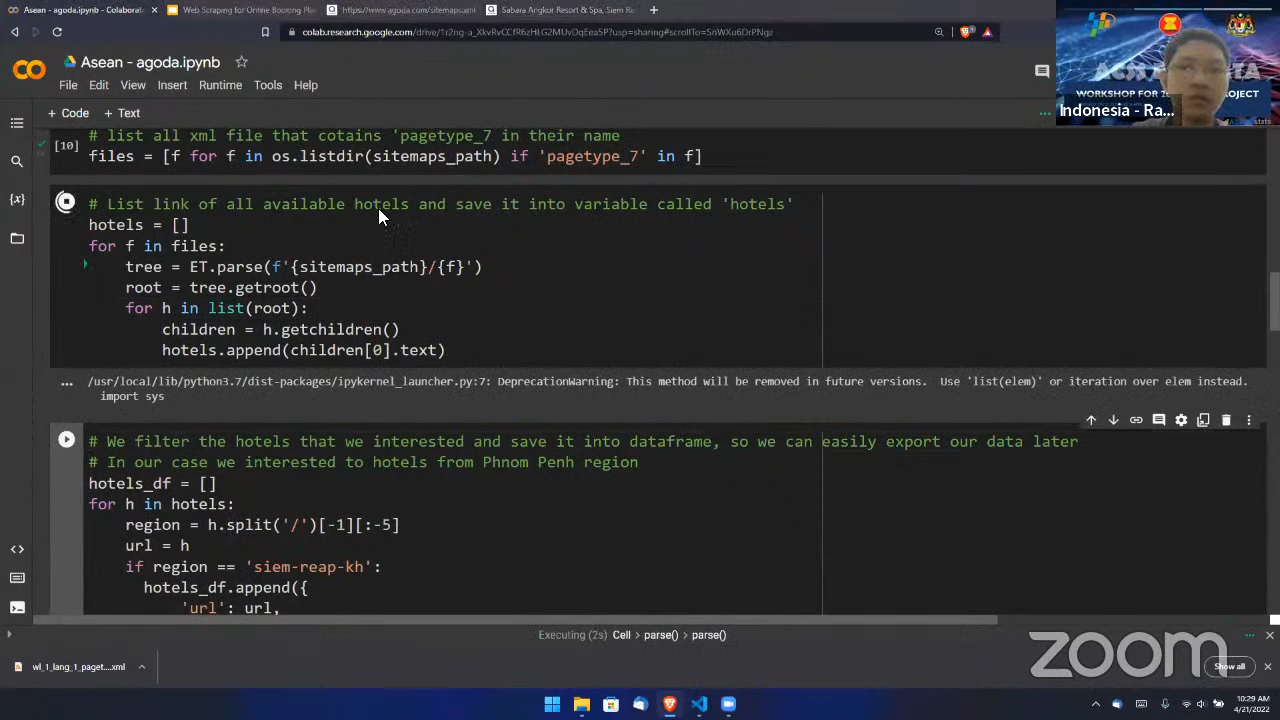 Asean - agoda.ipynb - Colaborat
Web Scraping for Online Booking Pla
https://www.agoda.com/sitemaps/
Sabara Angkor Resort & Spa, Siem Re
colab.research.google.com/drive/
?usp=sharing#scrollTo=SnWXu6DrPNgz
Asean - agoda.ipynb
File Edit View Insert Runtime Tools Help
+ Code + Text
WORKSHOP FOR
Indonesia - Ra...
# list all xml file that cotains 'pagetype_7 in their name
[10]
files = [f for f in os.listdir(sitemaps_path) if 'pagetype_7' in f]
# List link of all available hotels and save it into variable called 'hotels'
hotels = []
for f in files:
tree = ET.parse(f'{sitemaps_path}/{f}')
root = tree.getroot()
for h in list(root):
children = h.getchildren()
hotels.append(children[0].text)
/usr/local/lib/python3.7/dist-packages/ipykernel_launcher.py:7: DeprecationWarning: This method will be removed in future versions.  Use 'list(elem)' or iteration over elem instead.
import sys
# We filter the hotels that we interested and save it into dataframe, so we can easily export our data later
# In our case we interested to hotels from Phnom Penh region
hotels_df = []
for h in hotels:
region = h.split('/')[-1][:-5]
url = h
if region == 'siem-reap-kh':
hotels_df.append({
'url': url,
Executing (2s) Cell > parse() > parse()
wl_1_lang_1_paget....xml
Show all
zoom
10:29 AM
4/21/2022